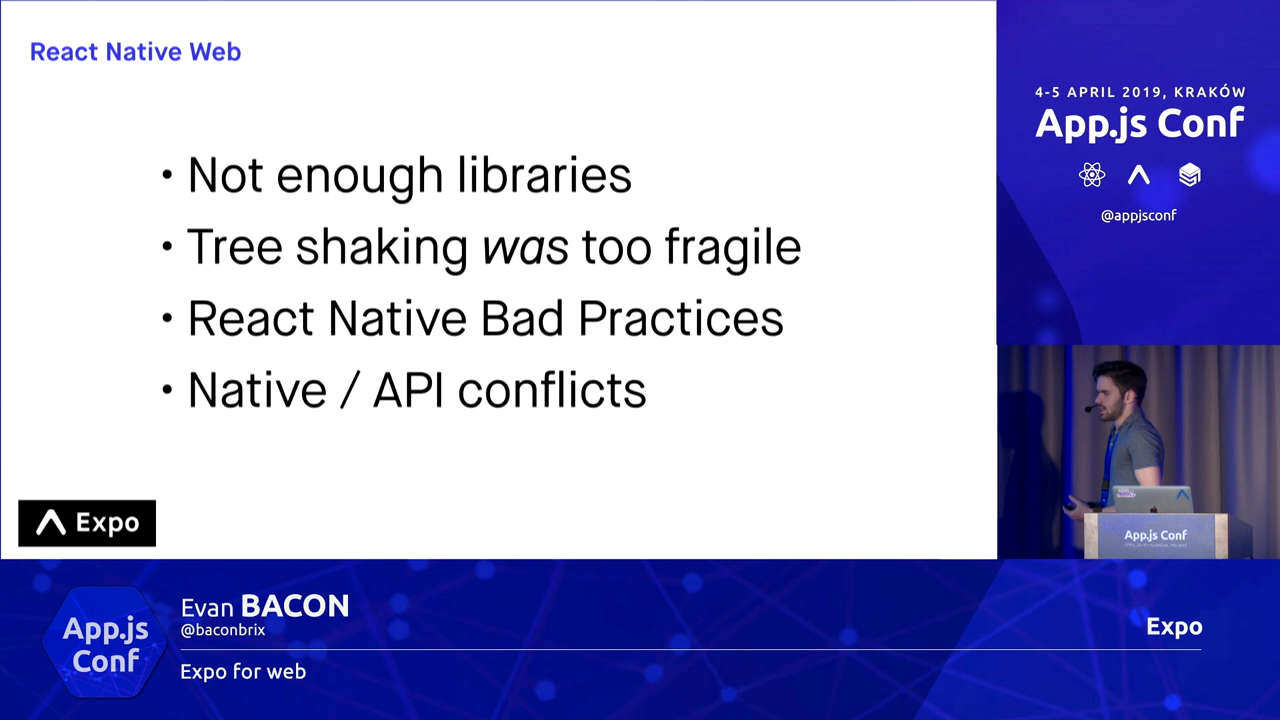 React Native Web
• Not enough libraries
• Tree shaking was too fragile
• React Native Bad Practices
• Native / API conflicts
Expo
4-5 APRIL 2019, KRAKÓW
App.js Conf
@appjsconf
App.js Conf
App.js
Conf
Evan BACON
@baconbrix
Expo for web
Expo